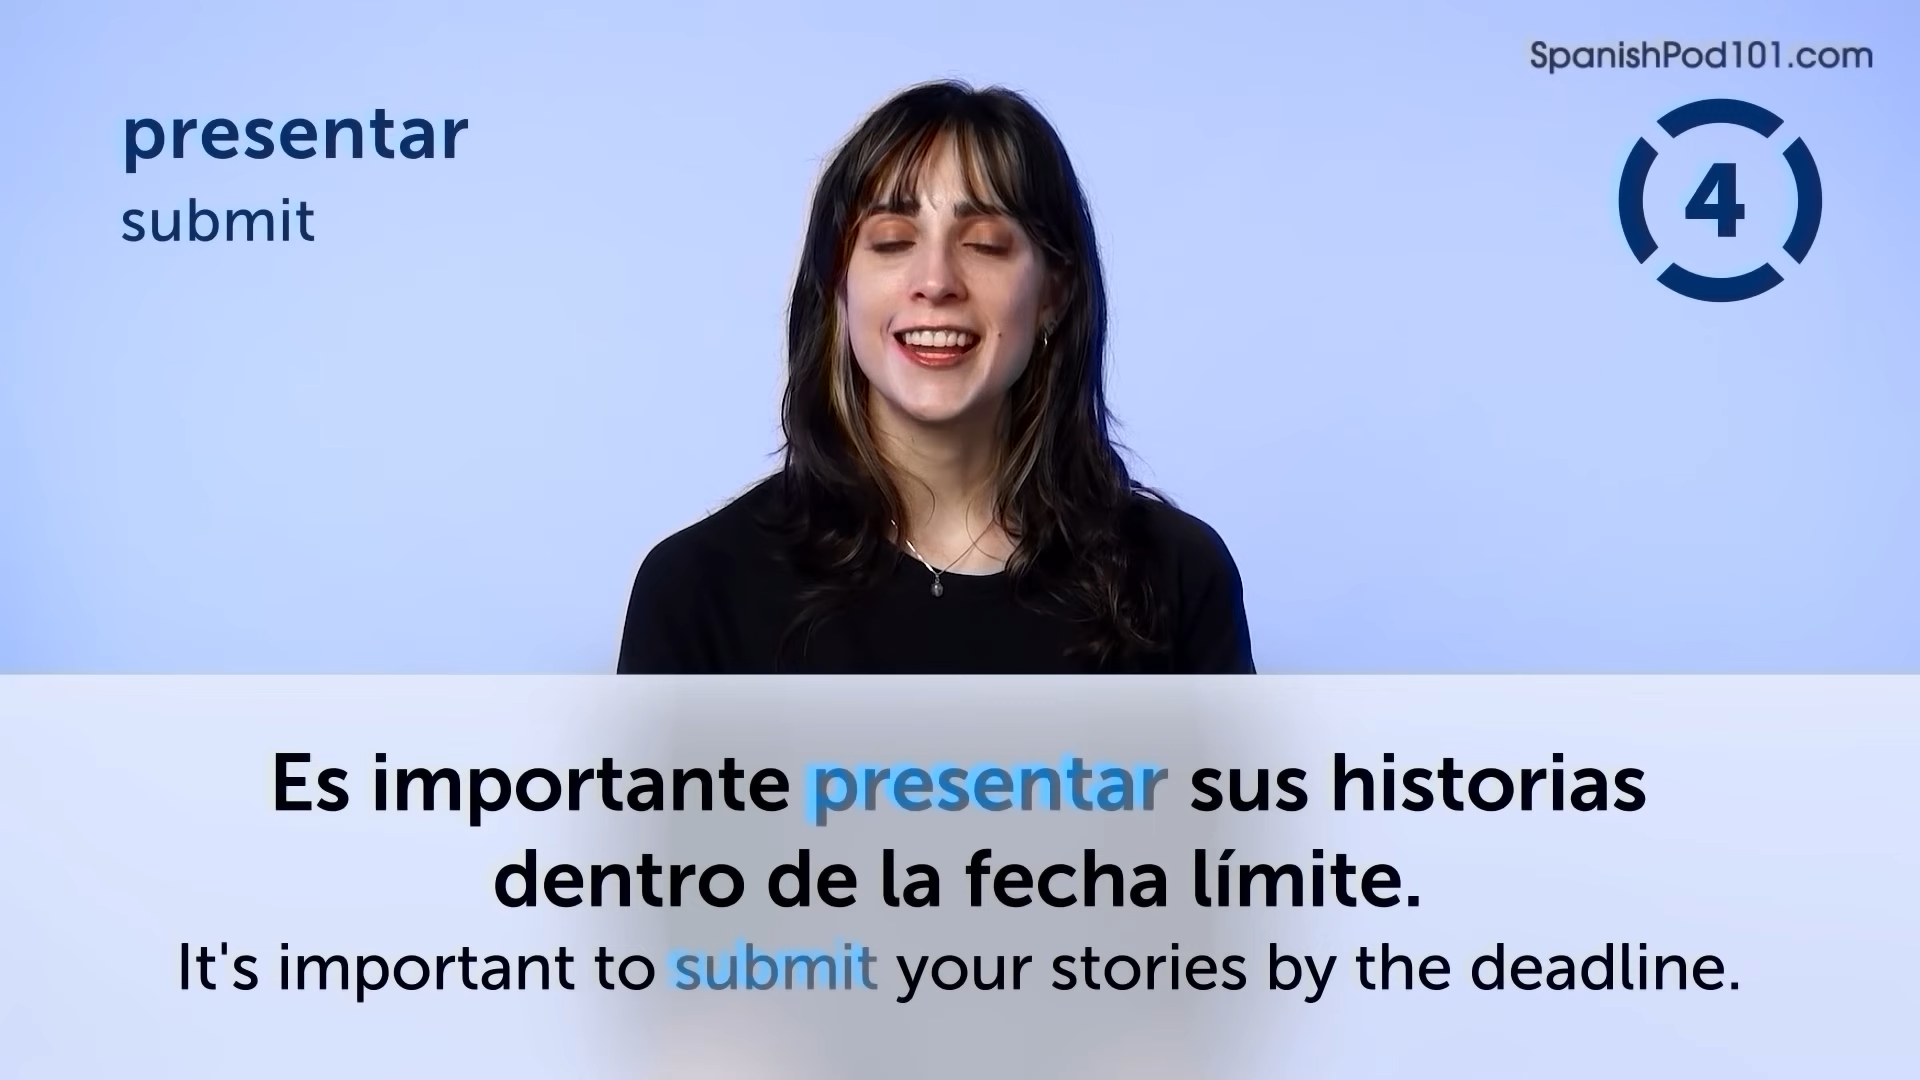 SpanishPod101.com
presentar
submit
4
Es importante presentar sus historias
dentro de la fecha límite.
It's important to submit your stories by the deadline.